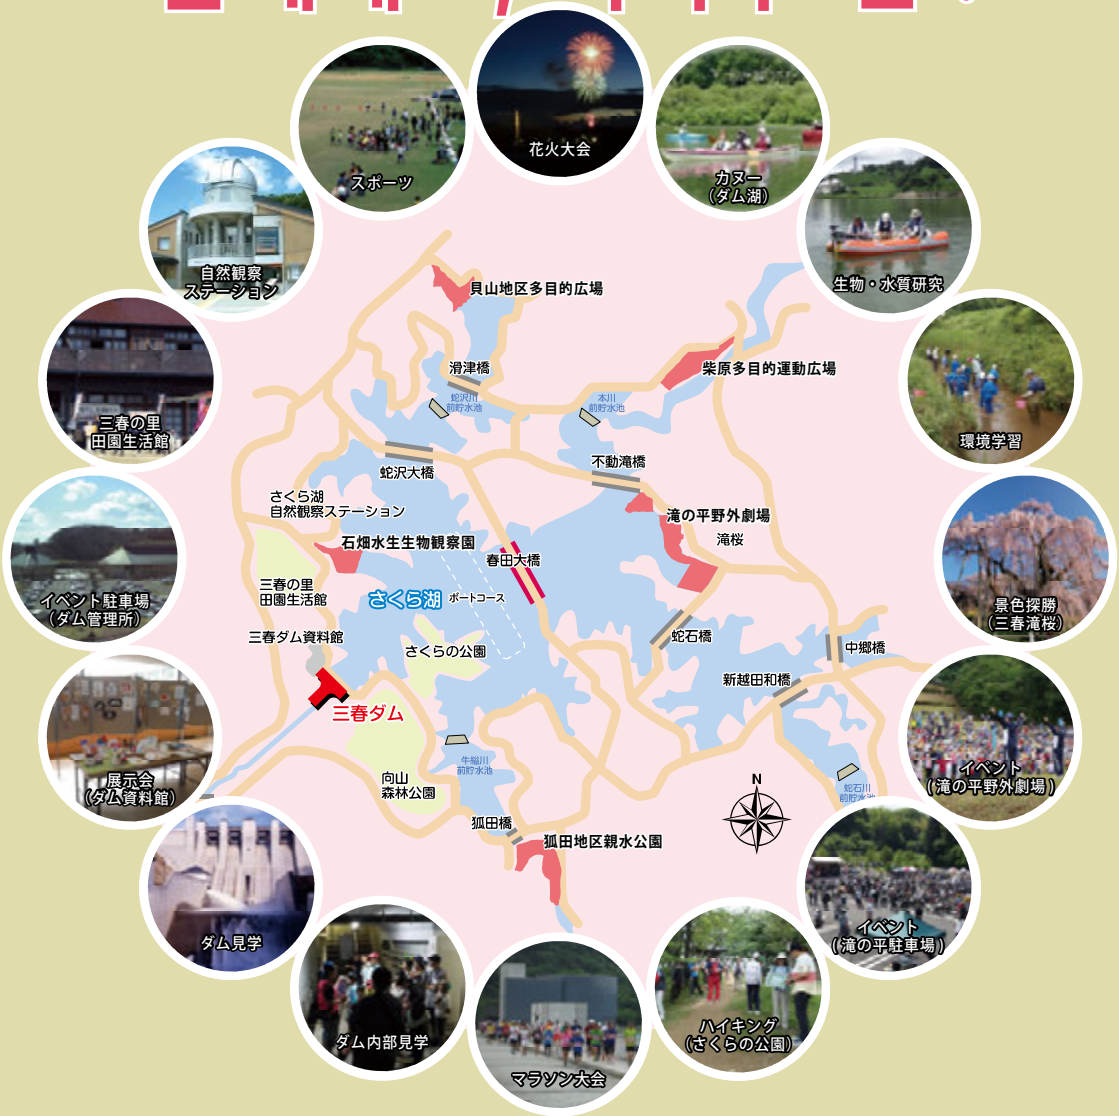 花火大会
スポーツ
カヌー
(ダム湖)
自然観察
ステーション
生物・水質研究
貝山地区多目的広場
滑津橋
柴原多目的運動広場
蛇沢川
前貯水池
本川
前貯水池
三春の里
田園生活館
環境学習
不動滝橋
蛇沢大橋
さくら湖
自然観察ステーション
滝の平野外劇場
滝桜
石畑水生生物観察園
春田大橋
三春の里
田園生活館
さくら湖
ボートコース
イベント駐車場
(ダム管理所)
景色探勝
(三春滝桜)
三春ダム資料館
さくらの公園
蛇石橋
中郷橋
新越田和橋
三春ダム
牛縊川
前貯水池
向山
森林公園
展示会
(ダム資料館)
イベント
(滝の平野外劇場)
N
蛇石川
前貯水池
狐田橋
狐田地区親水公園
ダム見学
イベント
(滝の平駐車場)
ダム内部見学
ハイキング
(さくらの公園)
マラソン大会